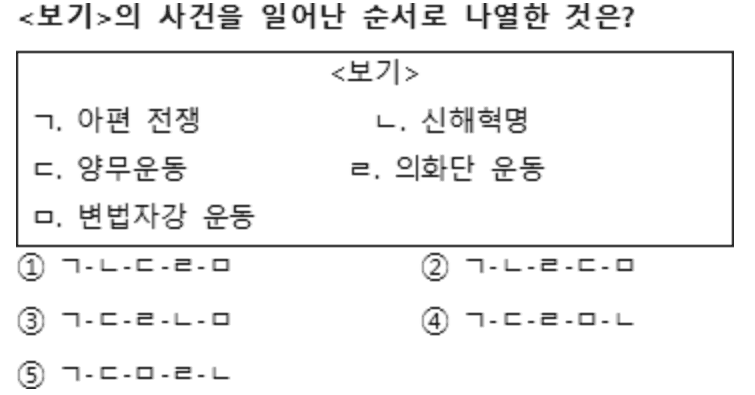 <보기>의 사건을 일어난 순서로 나열한 것은?
<보기>
ㄱ. 아편 전쟁 ㄴ. 신해혁명
ㄷ. 양무운동 ㄹ. 의화단 운동
ㅁ. 변법자강 운동
① ㄱ-ㄴ-ㄷ-ㄹ-ㅁ ② ㄱ-ㄴ-ㄹ-ㄷ-ㅁ
③ ㄱ-ㄷ-ㄹ-ㄴ-ㅁ ④ ㄱ-ㄷ-ㄹ-ㅁ-ㄴ
⑤ ㄱ-ㄷ-ㅁ-ㄹ-ㄴ